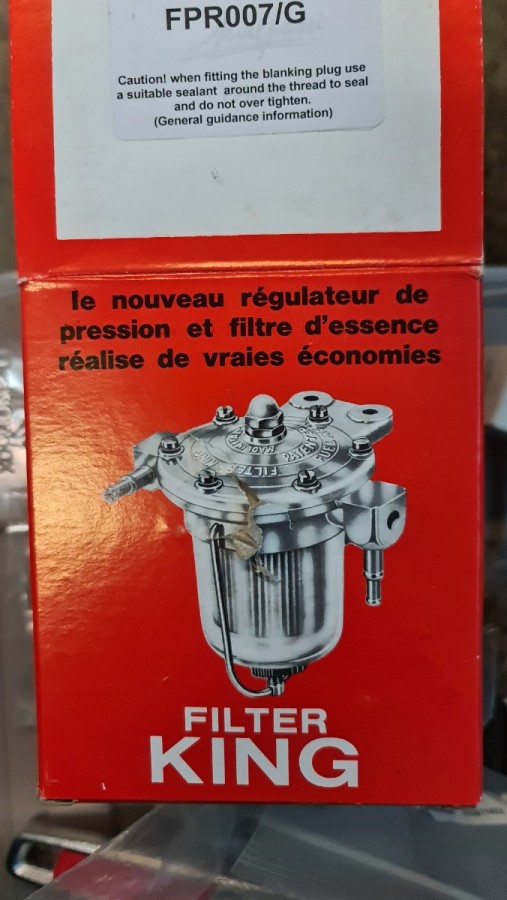 FPR007/G
Caution! when fitting the blanking plug use
a suitable sealant around the thread to seal
and do not over tighten.
(General guidance information)
le nouveau régulateur de
pression et filtre d'essence
réalise de vraies économies
FILTER
KING